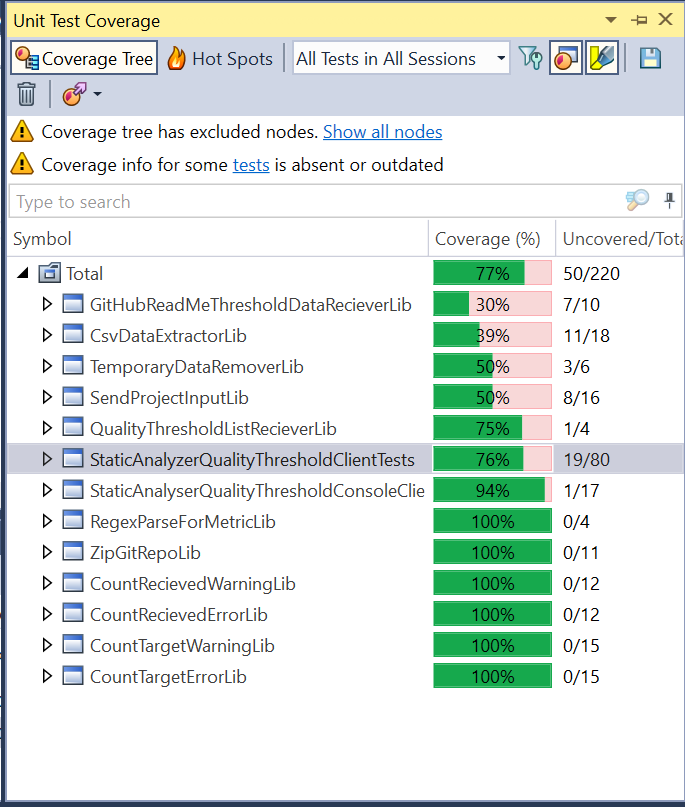 Unit Test Coverage
Coverage Tree Hot Spots All Tests in All Sessions
Coverage tree has excluded nodes. Show all nodes
Coverage info for some tests is absent or outdated
Type to search
Symbol Coverage (%) Uncovered/Tota
Total 77% 50/220
GitHubReadMeThresholdDataRecieverLib 30% 7/10
CsvDataExtractorLib 39% 11/18
TemporaryDataRemoverLib 50% 3/6
SendProjectInputLib 50% 8/16
QualityThresholdListRecieverLib 75% 1/4
StaticAnalyzerQualityThresholdClientTests 76% 19/80
StaticAnalyserQualityThresholdConsoleClie 94% 1/17
RegexParseForMetricLib 100% 0/4
ZipGitRepoLib 100% 0/11
CountRecievedWarningLib 100% 0/12
CountRecievedErrorLib 100% 0/12
CountTargetWarningLib 100% 0/15
CountTargetErrorLib 100% 0/15